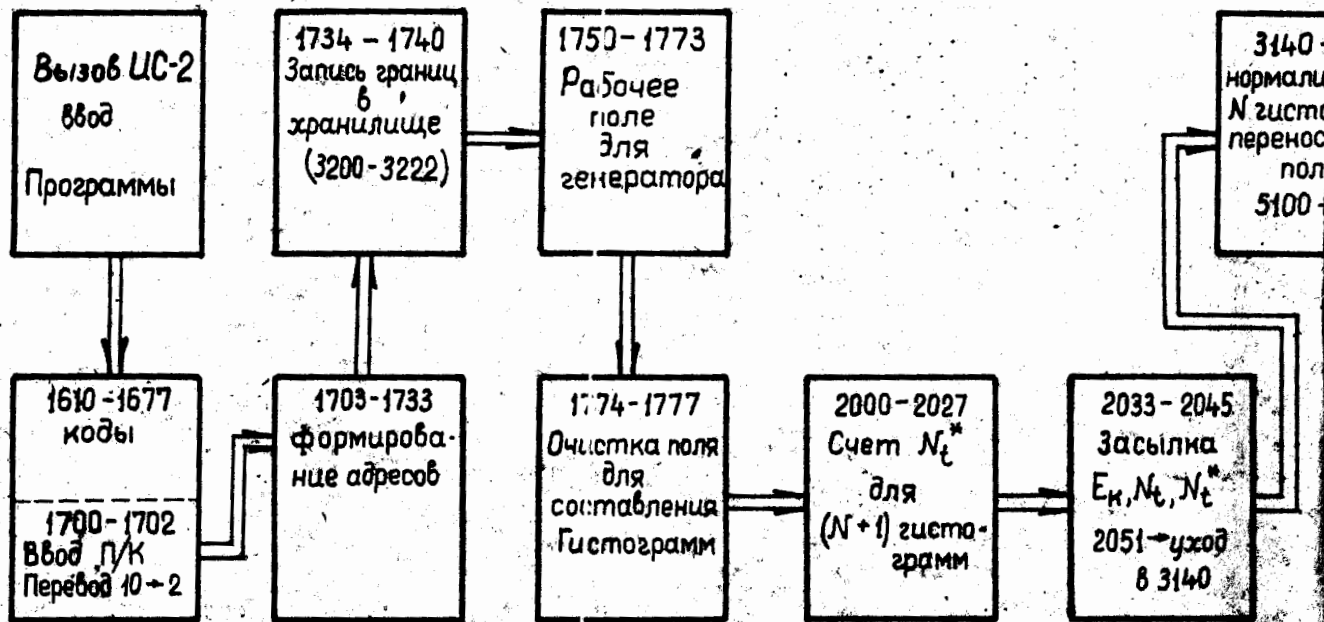 Вызов ИС-2
ввод
Программы
1610-1677
коды
1700-1702
Ввод П/К
Перевод 10→2
1703-1733
формирова-
ние адресов
1734-1740
Запись границ
в
хранилище
(3200-3222)
1750-1773
Рабочее
поле
для
генератора
1774-1777
Очистка поля
для
составления
Гистограмм
2000-2027
Счет Nt*
для
(N+1) гисто-
грамм
2033-2045
Засылка
Eк, Nt, Nt*
2051→уход
в 3140
3140-
нормали
N гисто
перенос
пол
5100-